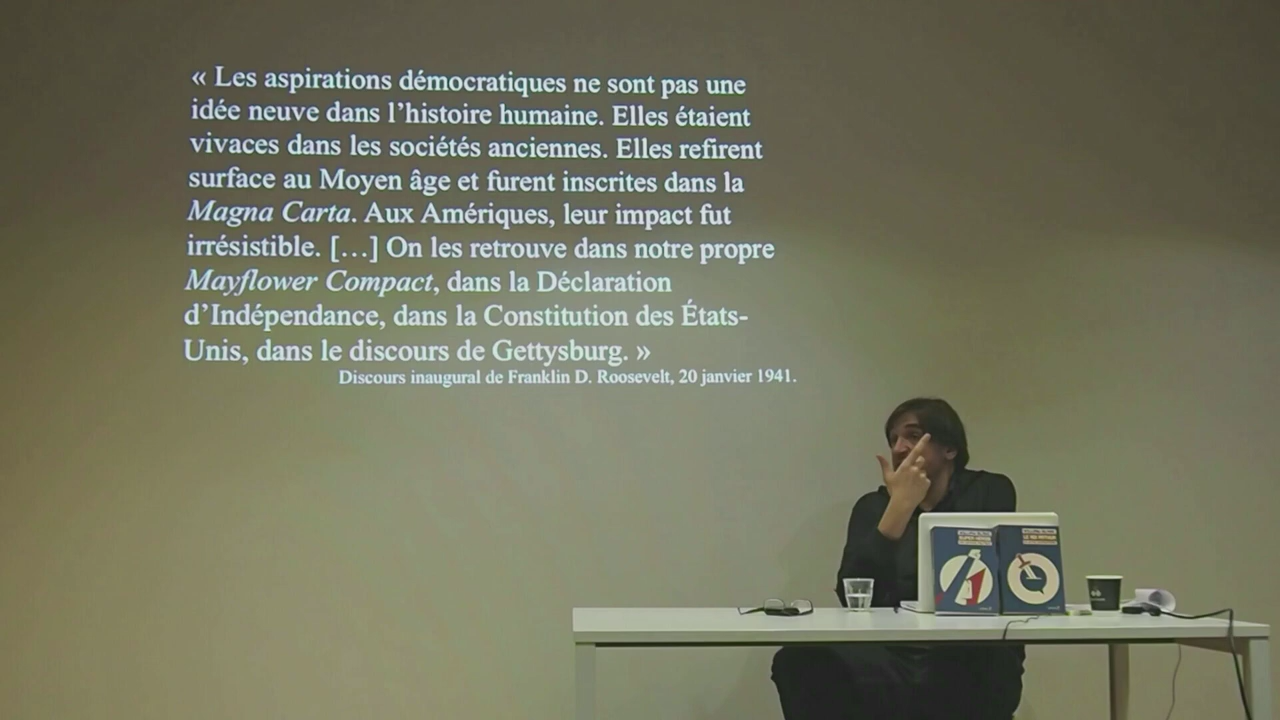 « Les aspirations démocratiques ne sont pas une
idée neuve dans l’histoire humaine. Elles étaient
vivaces dans les sociétés anciennes. Elles refirent
surface au Moyen âge et furent inscrites dans la
Magna Carta. Aux Amériques, leur impact fut
irrésistible. […] On les retrouve dans notre propre
Mayflower Compact, dans la Déclaration
d’Indépendance, dans la Constitution des États-
Unis, dans le discours de Gettysburg. »
Discours inaugural de Franklin D. Roosevelt, 20 janvier 1941.